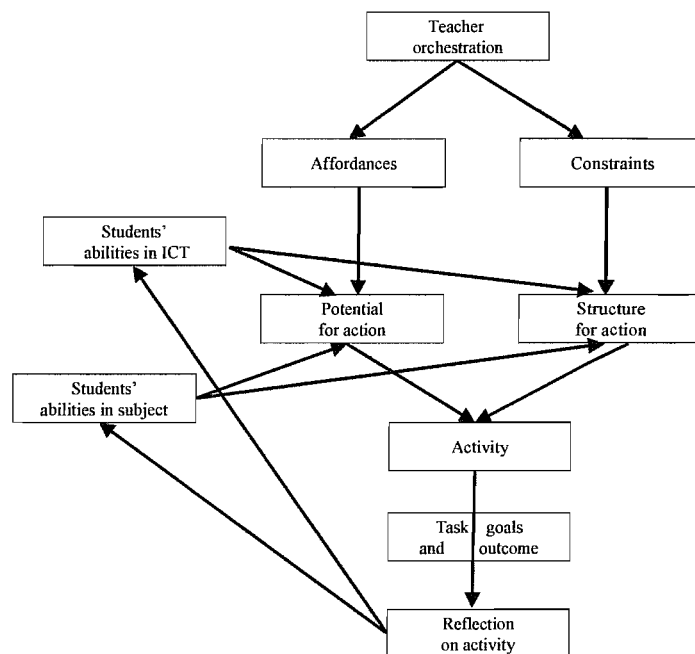 Teacher
orchestration
Affordances
Constraints
Students’
abilities in ICT
Potential
for action
Structure
for action
Students’
abilities in subject
Activity
Task goals
and outcome
Reflection
on activity